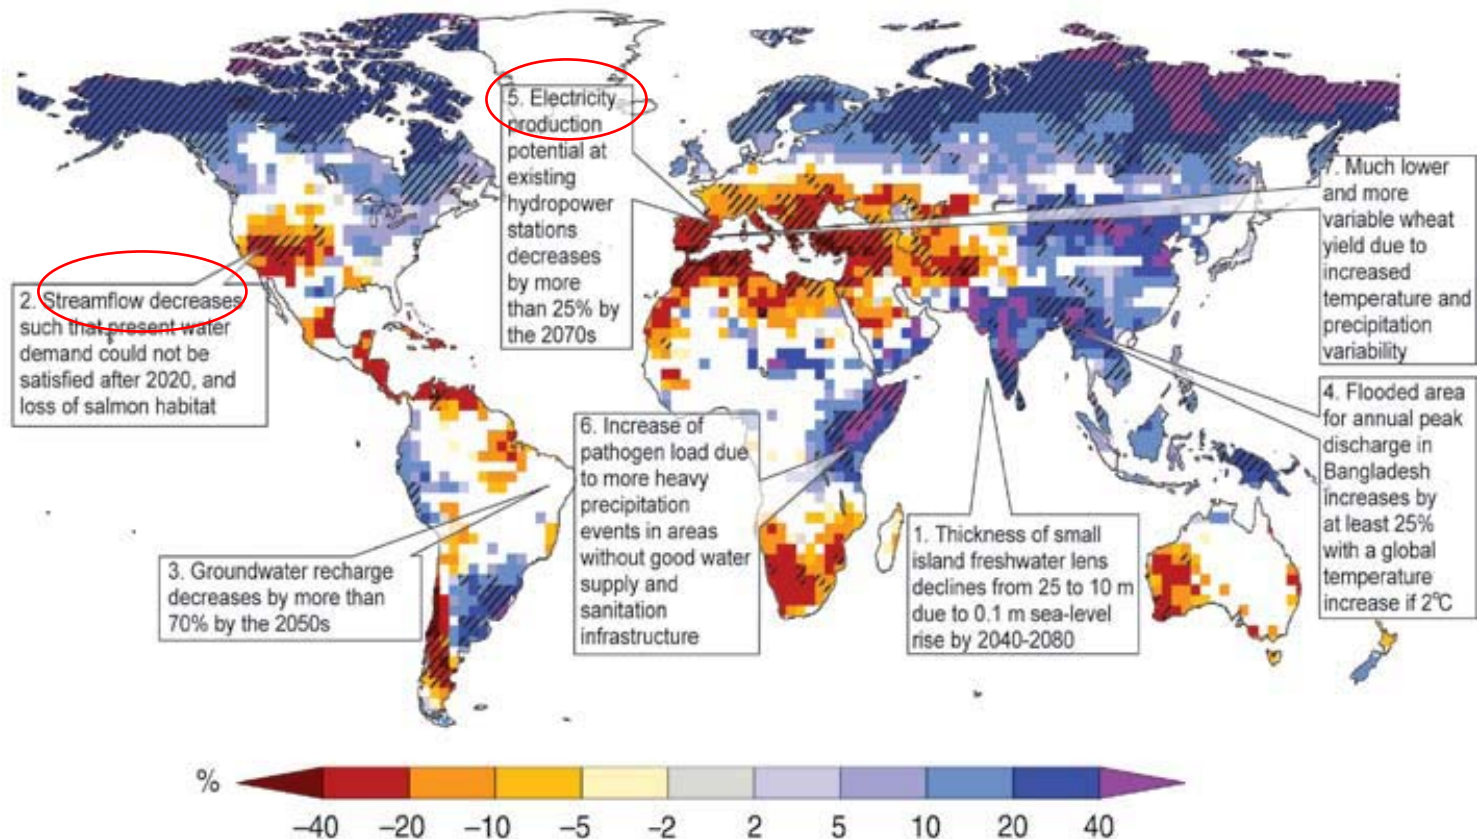 5. Electricity
production
potential at
existing
hydropower
stations
decreases
by more
than 25% by
the 2070s
7. Much lower
and more
variable wheat
yield due to
increased
temperature and
precipitation
variability
2. Streamflow decreases
such that present water
demand could not be
satisfied after 2020, and
loss of salmon habitat
4. Flooded area
for annual peak
discharge in
Bangladesh
increases by
at least 25%
with a global
temperature
increase if 2°C
6. Increase of
pathogen load due
to more heavy
precipitation
events in areas
without good water
supply and
sanitation
infrastructure
1. Thickness of small
island freshwater lens
declines from 25 to 10 m
due to 0.1 m sea-level
rise by 2040-2080
3. Groundwater recharge
decreases by more than
70% by the 2050s
%
–40 –20 –10 –5 –2 2 5 10 20 40